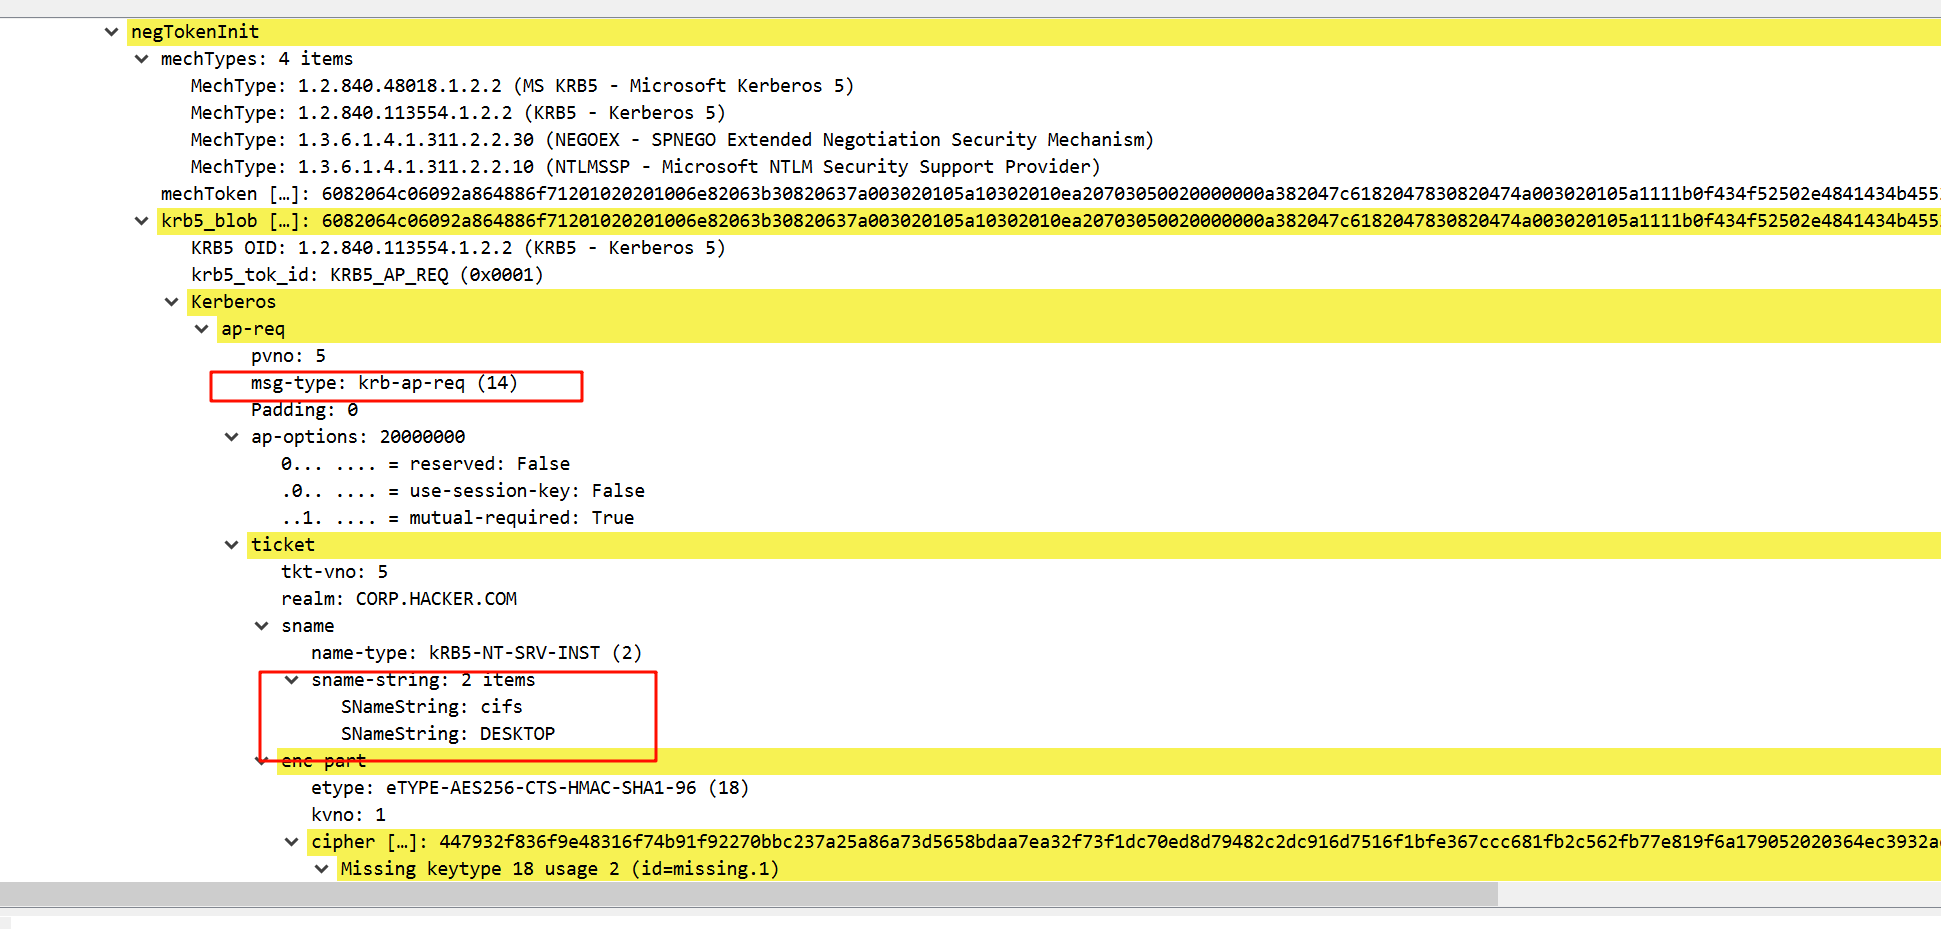 negTokenInit
mechTypes: 4 items
MechType: 1.2.840.48018.1.2.2 (MS KRB5 - Microsoft Kerberos 5)
MechType: 1.2.840.113554.1.2.2 (KRB5 - Kerberos 5)
MechType: 1.3.6.1.4.1.311.2.2.30 (NEGOEX - SPNEGO Extended Negotiation Security Mechanism)
MechType: 1.3.6.1.4.1.311.2.2.10 (NTLMSSP - Microsoft NTLM Security Support Provider)
mechToken […]: 6082064c06092a864886f71201020201006e82063b30820637a003020105a10302010ea20703050020000000a382047c6182047830820474a003020105a1111b0f434f52502e4841434b455
krb5_blob […]: 6082064c06092a864886f71201020201006e82063b30820637a003020105a10302010ea20703050020000000a382047c6182047830820474a003020105a1111b0f434f52502e4841434b455
KRB5 OID: 1.2.840.113554.1.2.2 (KRB5 - Kerberos 5)
krb5_tok_id: KRB5_AP_REQ (0x0001)
Kerberos
ap-req
pvno: 5
msg-type: krb-ap-req (14)
Padding: 0
ap-options: 20000000
0... .... = reserved: False
.0.. .... = use-session-key: False
..1. .... = mutual-required: True
ticket
tkt-vno: 5
realm: CORP.HACKER.COM
sname
name-type: kRB5-NT-SRV-INST (2)
sname-string: 2 items
SNameString: cifs
SNameString: DESKTOP
enc-part
etype: eTYPE-AES256-CTS-HMAC-SHA1-96 (18)
kvno: 1
cipher […]: 447932f836f9e48316f74b91f92270bbc237a25a86a73d5658bdaa7ea32f73f1dc70ed8d79482c2dc916d7516f1bfe367ccc681fb2c562fb77e819f6a179052020364ec3932a
Missing keytype 18 usage 2 (id=missing.1)